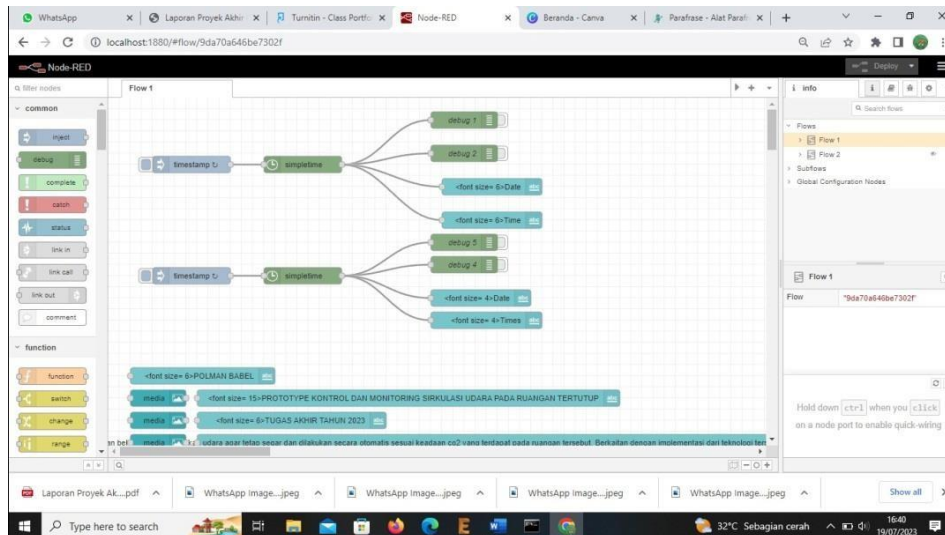 WhatsApp
Laporan Proyek Akhir
Turnitin - Class Portfo
Node-RED
Beranda - Canva
Parafrase - Alat Parafr
localhost:1880/#flow/9da70a646be7302f
Node-RED
Deploy
filter nodes
Flow 1
info
Search flows
common
inject
debug
complete
catch
status
link in
link call
link out
comment
function
function
switch
change
range
debug 1
debug 2
timestamp
simpletime
<font size= 6>Date
abc
<font size= 6>Time
abc
debug 5
debug 4
timestamp
simpletime
<font size= 4>Date
abc
<font size= 4>Times
abc
<font size= 6>POLMAN BABEL
abc
media
<font size= 15>PROTOTYPE KONTROL DAN MONITORING SIRKULASI UDARA PADA RUANGAN TERTUTUP
abc
media
<font size= 6>TUGAS AKHIR TAHUN 2023
abc
media
udara agar tetap segar dan dilakukan secara otomatis sesuai keadaan co2 yang terdapat pada ruangan tersebut. Berkaitan dengan implementasi dari teknologi
Flows
Flow 1
Flow 2
Subflows
Global Configuration Nodes
Flow 1
Flow
"9da70a646be7302f"
Hold down ctrl when you click
on a node port to enable quick-wiring
Laporan Proyek Ak....pdf
WhatsApp Image....jpeg
WhatsApp Image....jpeg
WhatsApp Image....jpeg
WhatsApp Image....jpeg
Show all
Type here to search
32°C Sebagian cerah
16:40
19/07/2023